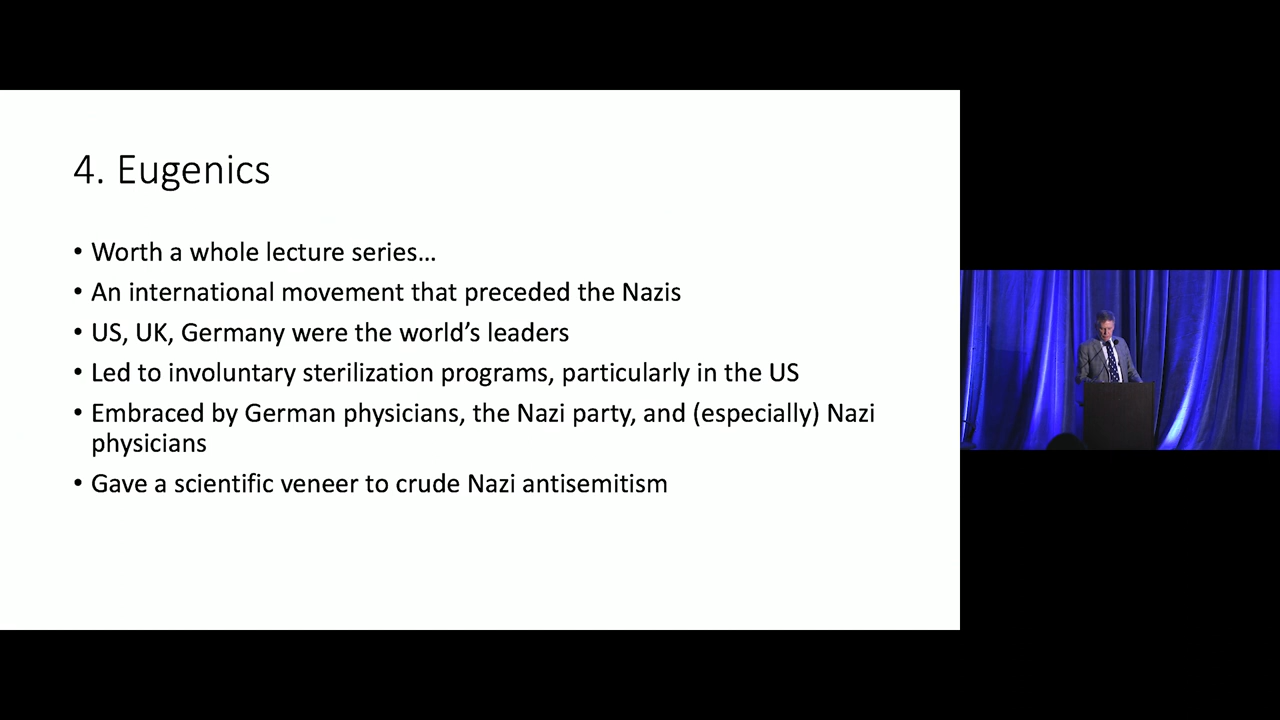 4. Eugenics
• Worth a whole lecture series…
• An international movement that preceded the Nazis
• US, UK, Germany were the world’s leaders
• Led to involuntary sterilization programs, particularly in the US
• Embraced by German physicians, the Nazi party, and (especially) Nazi
physicians
• Gave a scientific veneer to crude Nazi antisemitism